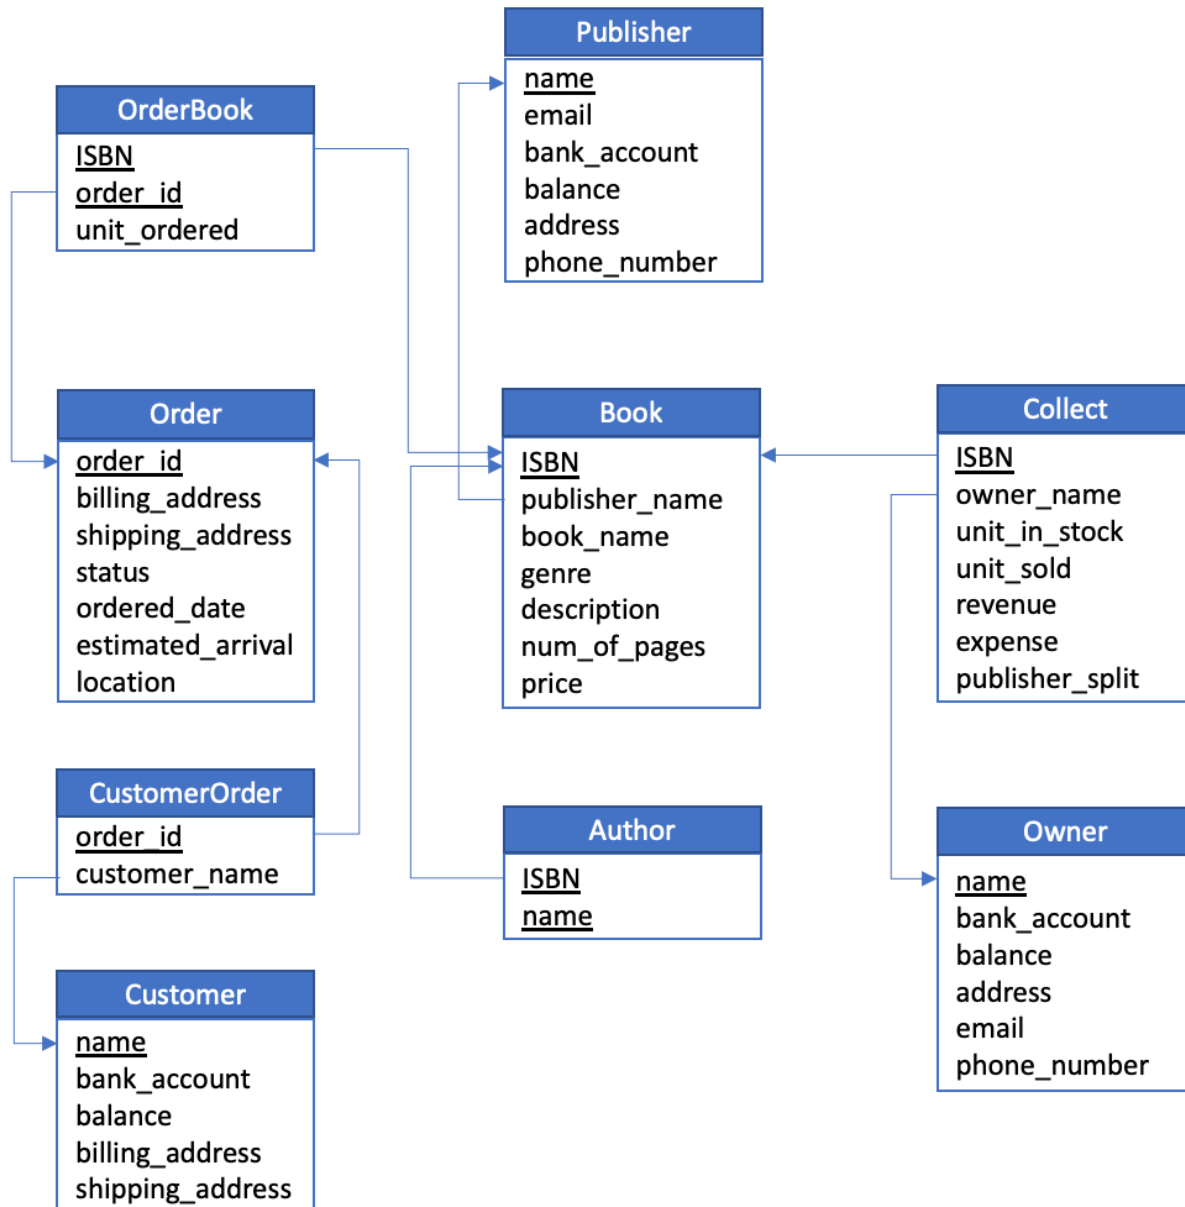 Publisher
name
email
bank_account
balance
address
phone_number
OrderBook
ISBN
order_id
unit_ordered
Order
order_id
billing_address
shipping_address
status
ordered_date
estimated_arrival
location
Book
ISBN
publisher_name
book_name
genre
description
num_of_pages
price
Collect
ISBN
owner_name
unit_in_stock
unit_sold
revenue
expense
publisher_split
CustomerOrder
order_id
customer_name
Author
ISBN
name
Owner
name
bank_account
balance
address
email
phone_number
Customer
name
bank_account
balance
billing_address
shipping_address